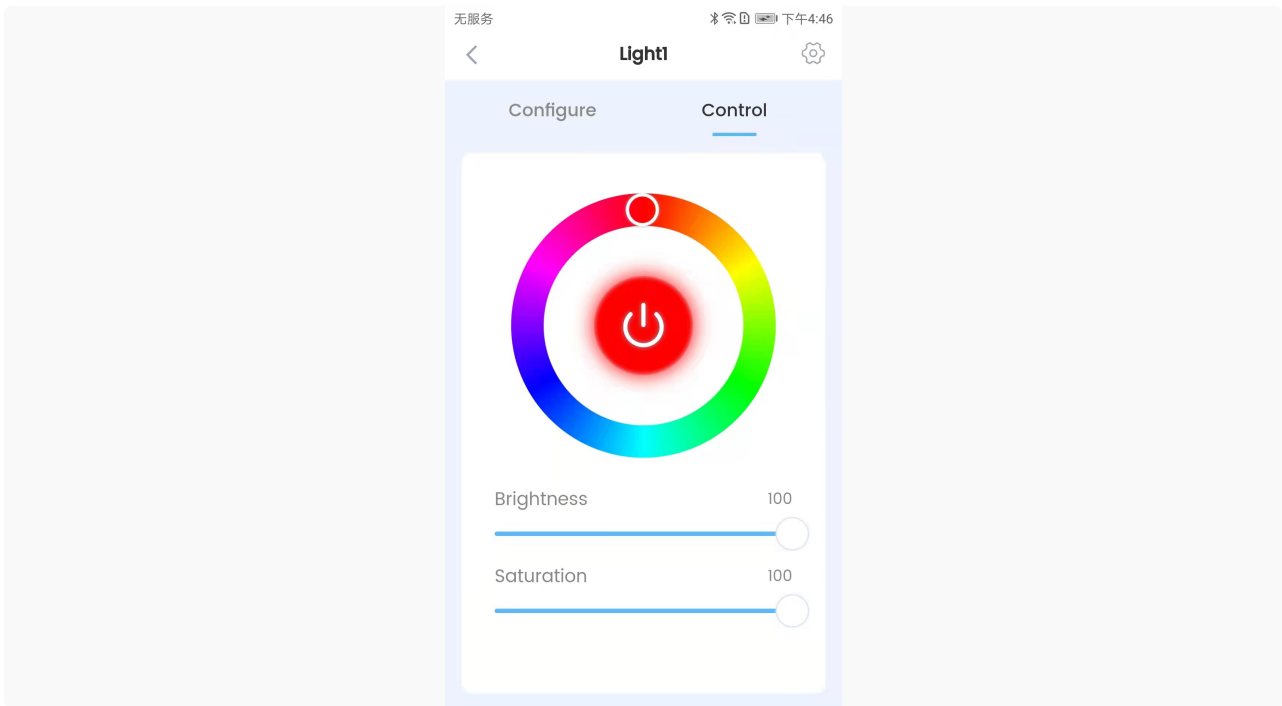 无服务 下午4:46
Light1
Configure Control
Brightness 100
Saturation 100